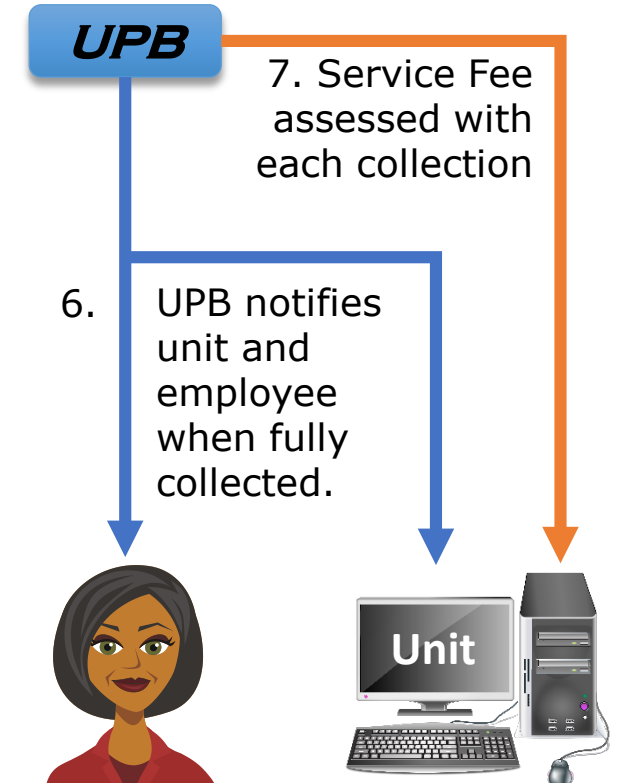 UPB
7. Service Fee
assessed with
each collection
6. UPB notifies
unit and
employee
when fully
collected.
Unit